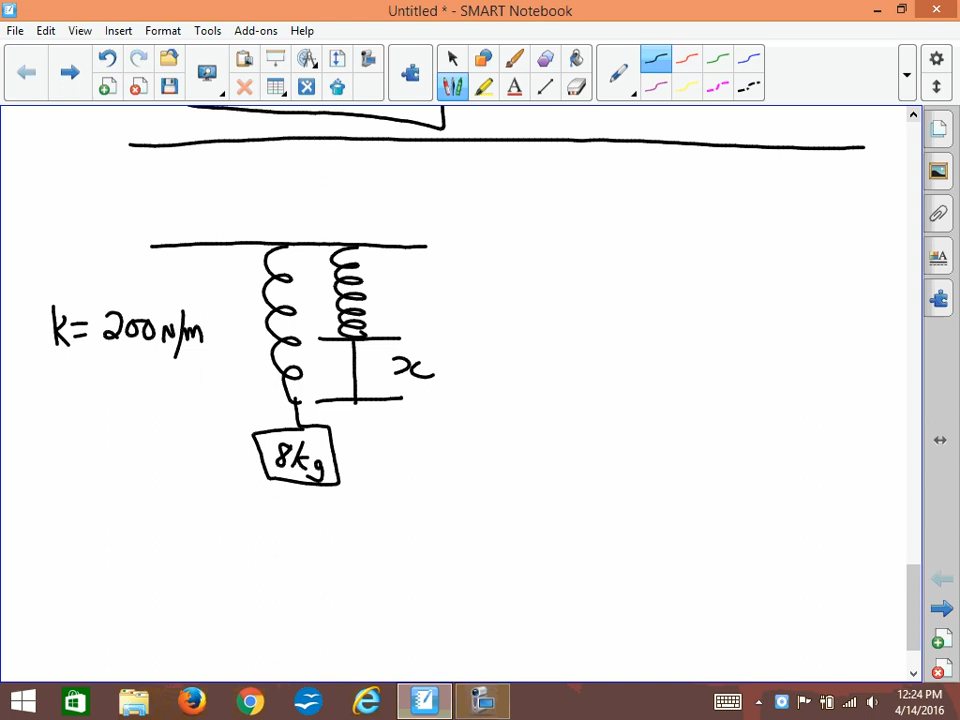 Untitled * - SMART Notebook
File Edit View Insert Format Tools Add-ons Help
k= 200N/m
x
8kg
12:24 PM
4/14/2016